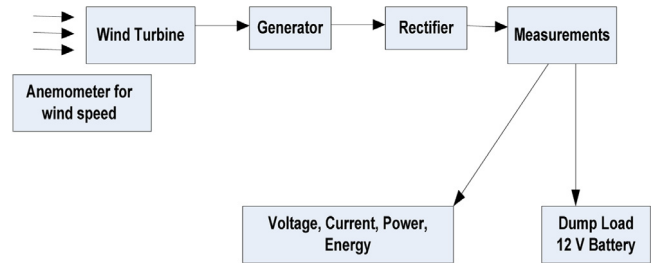 Wind Turbine
Generator
Rectifier
Measurements
Anemometer for
wind speed
Voltage, Current, Power,
Energy
Dump Load
12 V Battery